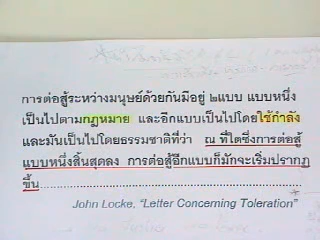 การต่อสู้ระหว่างมนุษย์ด้วยกันมีอยู่ ๒แบบ แบบหนึ่ง
เป็นไปตามกฎหมาย และอีกแบบเป็นไปโดยใช้กำลัง
และมันเป็นไปโดยธรรมชาติที่ว่า ณ ที่ใดซึ่งการต่อสู้
แบบหนึ่งสิ้นสุดลง การต่อสู้อีกแบบก็มักจะเริ่มปรากฏ
ขึ้น............................................................
John Locke, "Letter Concerning Toleration"